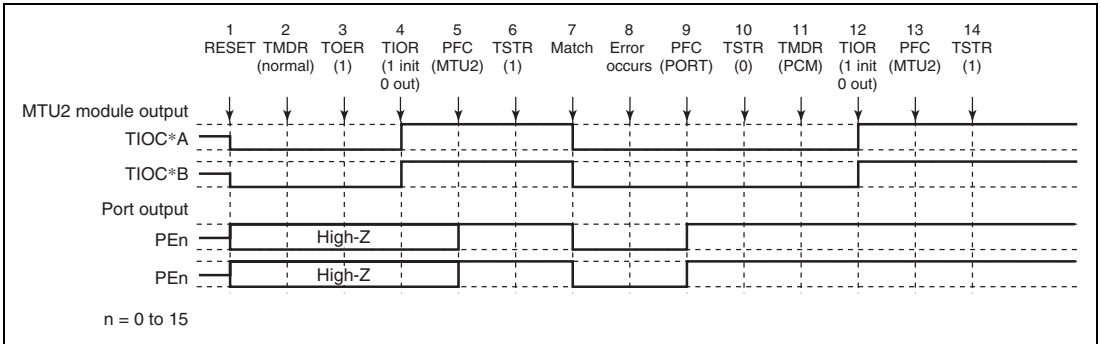 1 2 3 4 5 6 7 8 9 10 11 12 13 14
RESET TMDR TOER TIOR PFC TSTR Match Error PFC TSTR TMDR TIOR PFC TSTR
(normal) (1) (1 init (MTU2) (1) occurs (PORT) (0) (PCM) (1 init (MTU2) (1)
0 out) 0 out)
MTU2 module output
TIOC*A
TIOC*B
Port output
PEn High-Z
PEn High-Z
n = 0 to 15